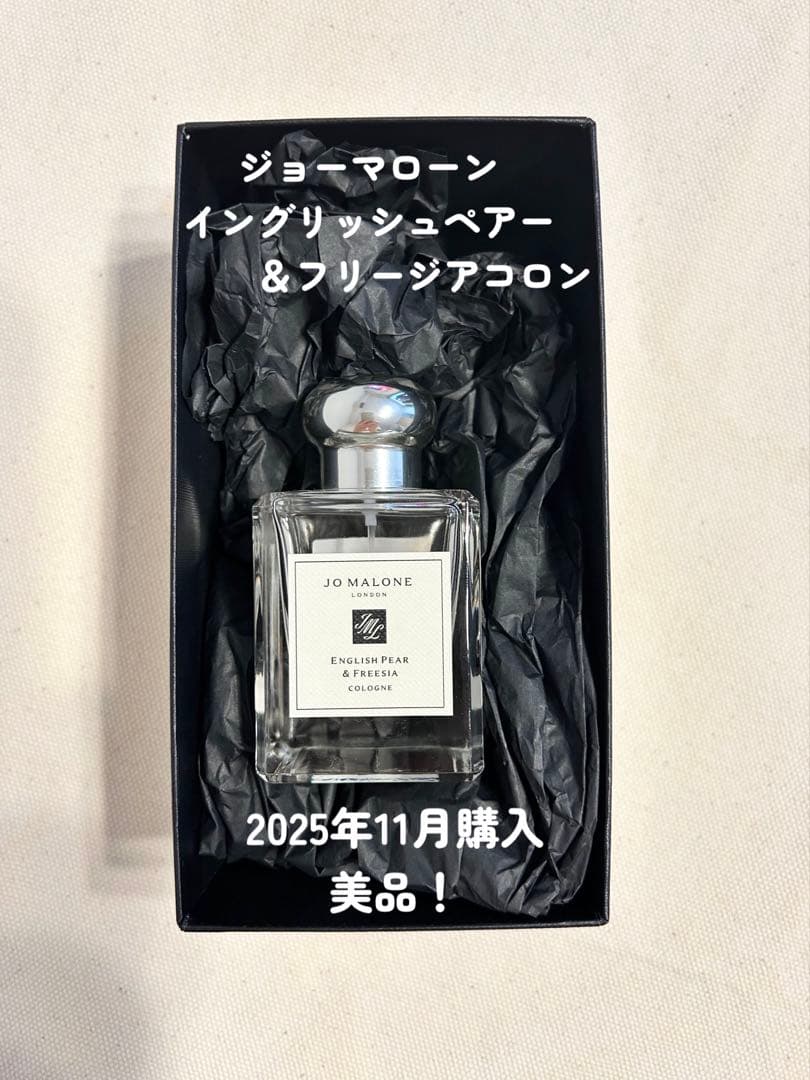 ジョーマローン
イングリッシュペアー
＆フリージアコロン
JO MALONE
LONDON
JML
ENGLISH PEAR
& FREESIA
COLOGNE
2025年11月購入
美品！